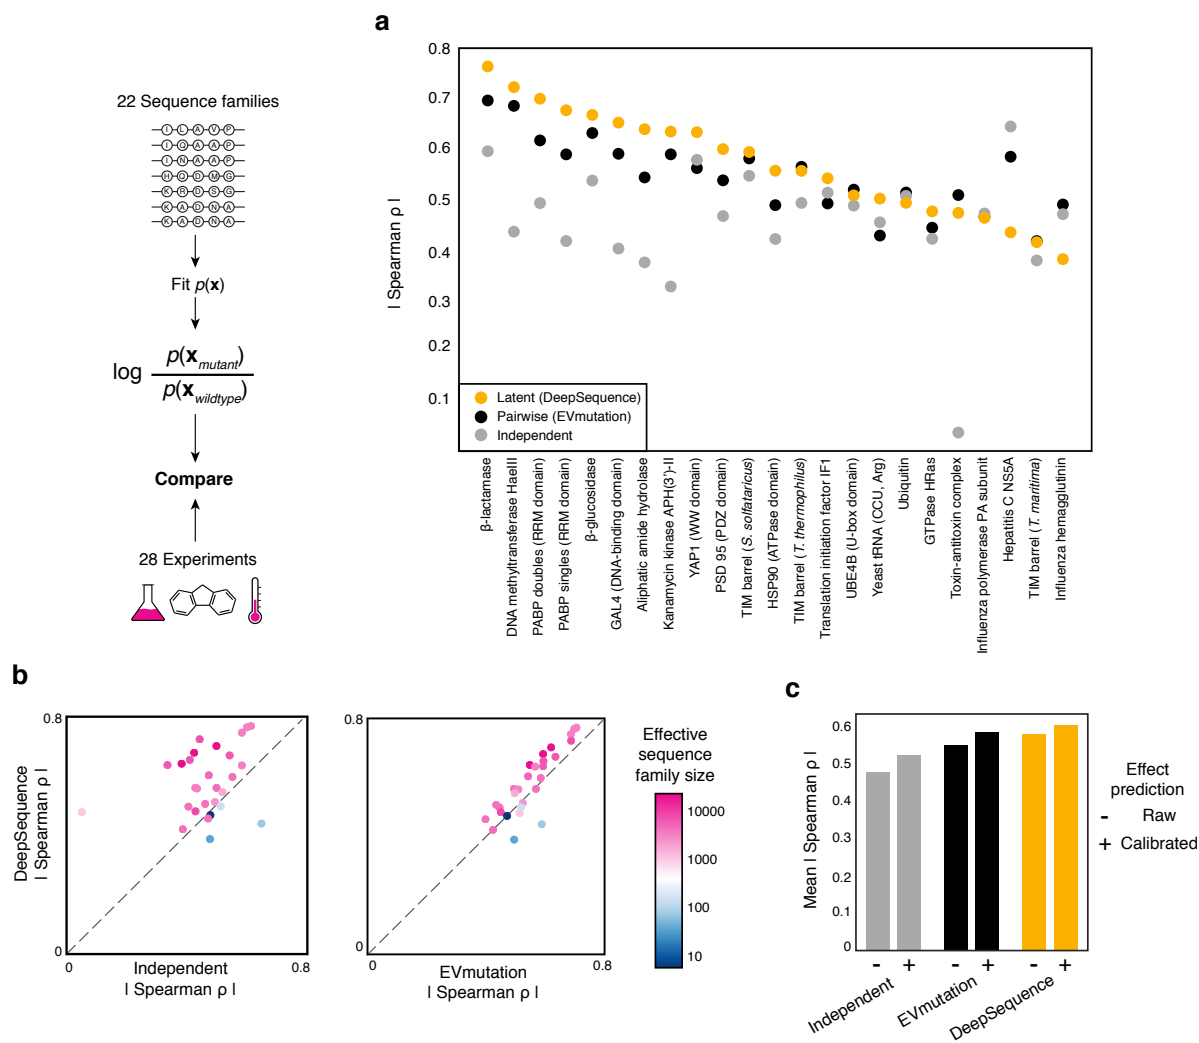 a
22 Sequence families
I L A V P
I Q A A P
I N A A P
H Q D M G
K R D S G
K A D N A
K A D N A
Fit p(x)
log p(x mutant) / p(x wildtype)
Compare
28 Experiments
| Spearman ρ |
0.8
0.7
0.6
0.5
0.4
0.3
0.2
0.1
Latent (DeepSequence)
Pairwise (EVmutation)
Independent
β-lactamase
DNA methyltransferase HaeIII
PABP doubles (RRM domain)
PABP singles (RRM domain)
β-glucosidase
GAL4 (DNA-binding domain)
Aliphatic amide hydrolase
Kanamycin kinase APH(3')-II
YAP1 (WW domain)
PSD 95 (PDZ domain)
TIM barrel (S. solfataricus)
HSP90 (ATPase domain)
TIM barrel (T. thermophilus)
Translation initiation factor IF1
UBE4B (U-box domain)
Yeast tRNA (CCU, Arg)
Ubiquitin
GTPase HRas
Toxin-antitoxin complex
Influenza polymerase PA subunit
Hepatitis C NS5A
TIM barrel (T. maritima)
Influenza hemagglutinin
b
DeepSequence
| Spearman ρ |
0.8
0
0
0.8
Independent
| Spearman ρ |
0.8
0
0
0.8
EVmutation
| Spearman ρ |
Effective
sequence
family size
10000
1000
100
10
c
Mean | Spearman ρ |
0.6
0.5
0.4
0.3
0.2
0.1
0
- + - + - +
Independent
EVmutation
DeepSequence
Effect
prediction
- Raw
+ Calibrated